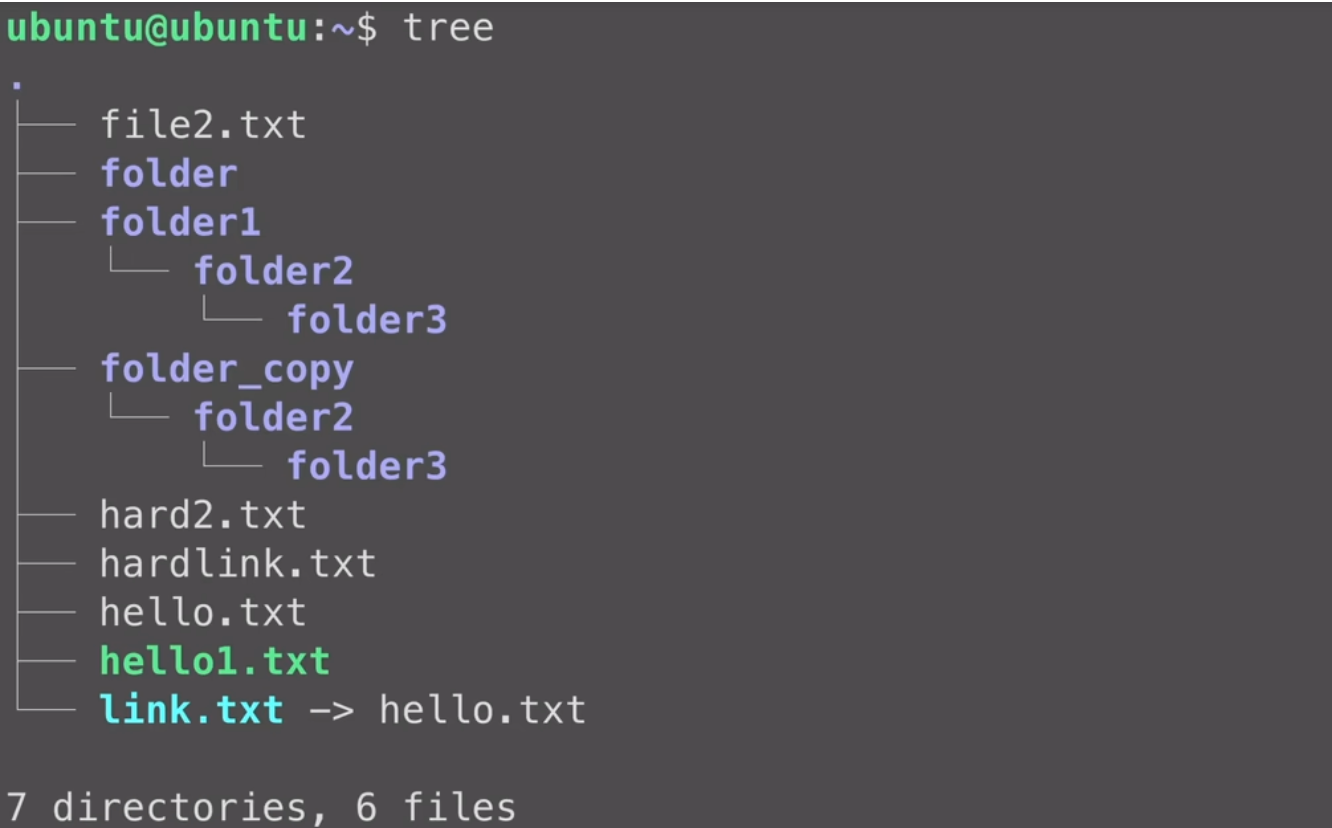 ubuntu@ubuntu:~$ tree
.
├── file2.txt
├── folder
├── folder1
│   └── folder2
│       └── folder3
├── folder_copy
│   └── folder2
│       └── folder3
├── hard2.txt
├── hardlink.txt
├── hello.txt
├── hello1.txt
└── link.txt -> hello.txt
7 directories, 6 files